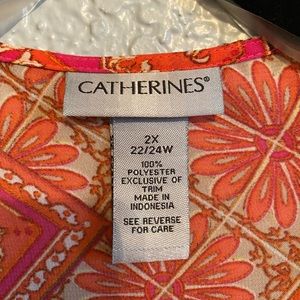 CATHERINES®
2X
22/24W
100%
POLYESTER
EXCLUSIVE OF
TRIM
MADE IN
INDONESIA
SEE REVERSE
FOR CARE